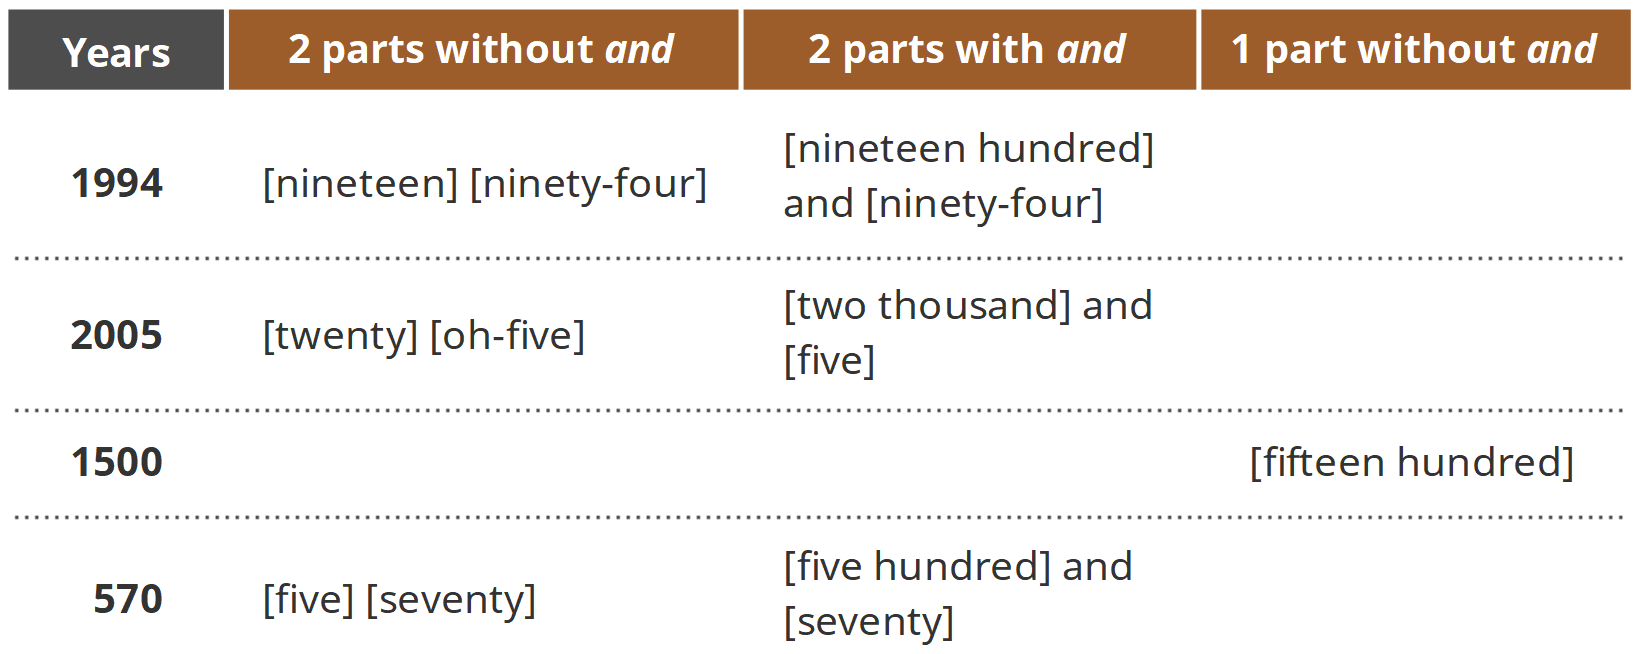 Years 2 parts without and 2 parts with and 1 part without and
1994 [nineteen] [ninety-four] [nineteen hundred]
and [ninety-four]
2005 [twenty] [oh-five] [two thousand] and
[five]
1500 [fifteen hundred]
570 [five] [seventy] [five hundred] and
[seventy]